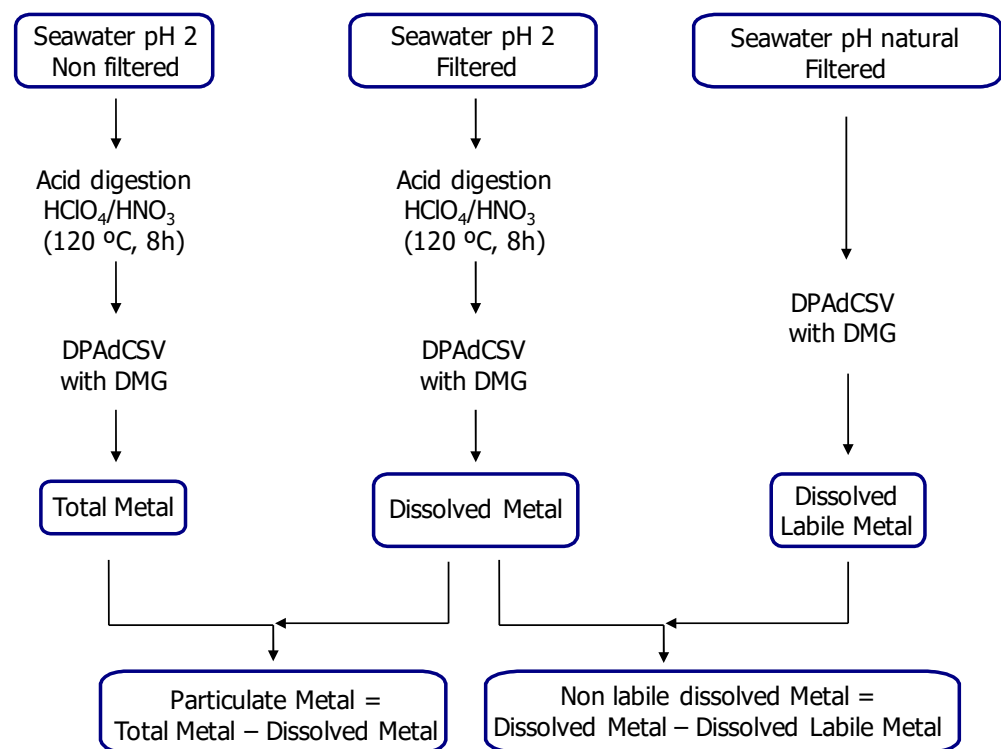 Seawater pH 2
Non filtered
Seawater pH 2
Filtered
Seawater pH natural
Filtered
Acid digestion
HClO₄/HNO₃
(120 ºC, 8h)
Acid digestion
HClO₄/HNO₃
(120 ºC, 8h)
DPAdCSV
with DMG
DPAdCSV
with DMG
DPAdCSV
with DMG
Total Metal
Dissolved Metal
Dissolved
Labile Metal
Particulate Metal =
Total Metal – Dissolved Metal
Non labile dissolved Metal =
Dissolved Metal – Dissolved Labile Metal